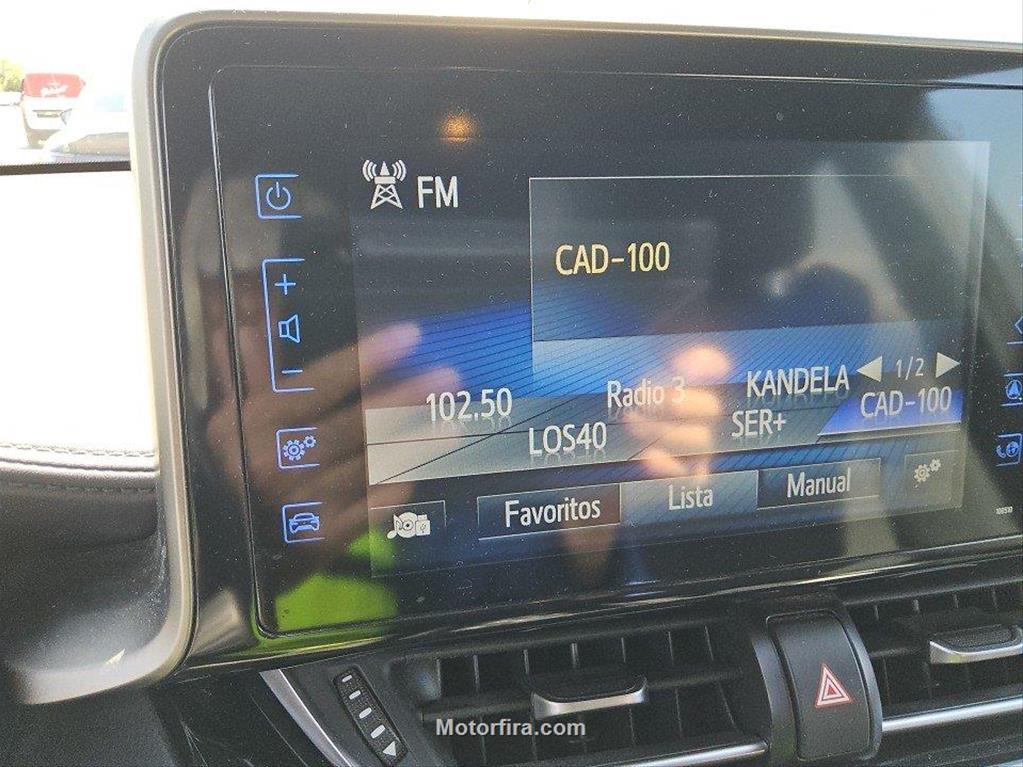 FM
CAD-100
102.50
Radio 3
KANDELA
1/2
LOS40
SER+
CAD-100
Favoritos
Lista
Manual
Motorfira.com